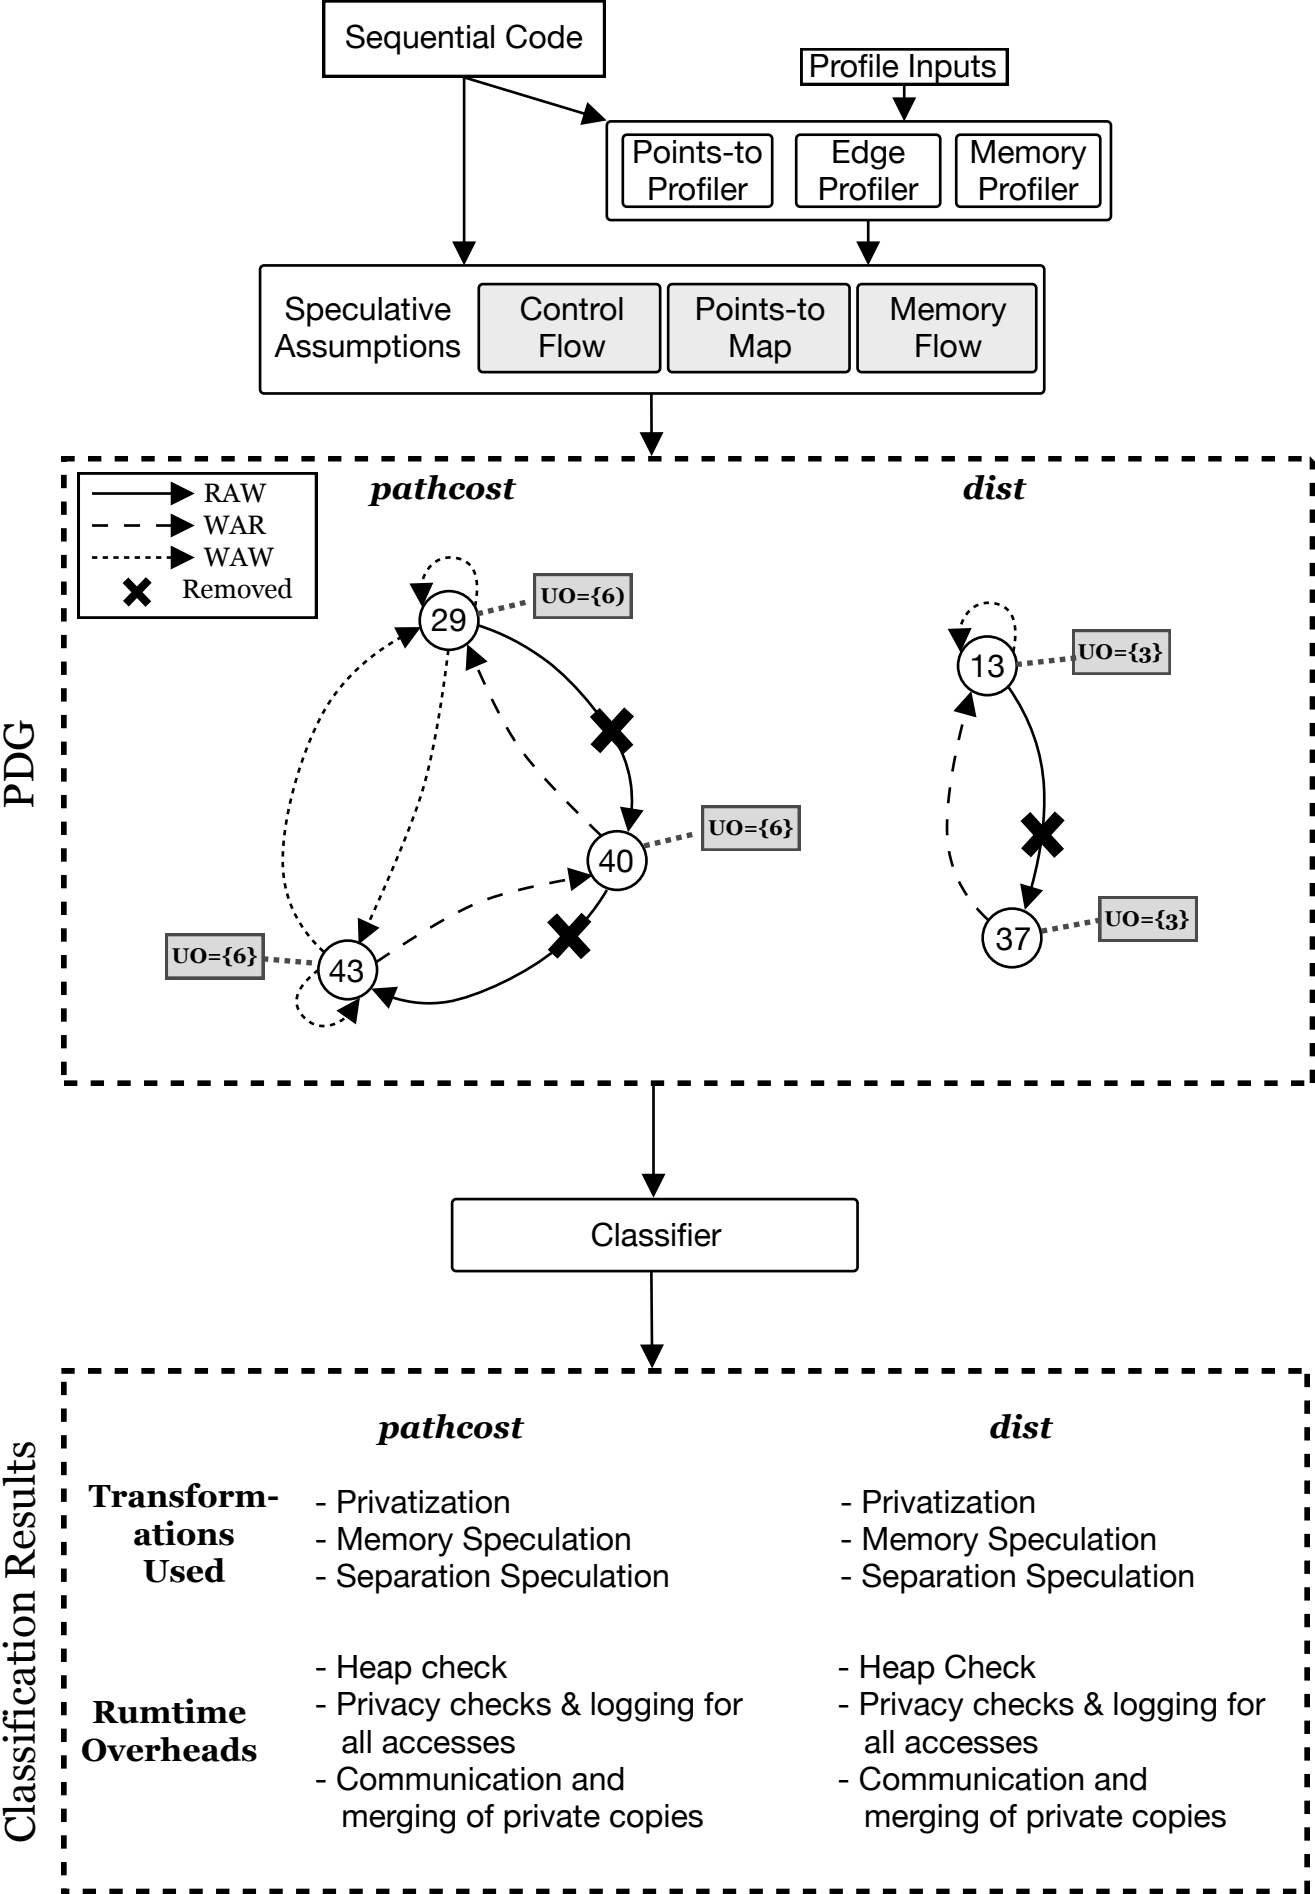 Sequential Code
Profile Inputs
Points-to
Profiler
Edge
Profiler
Memory
Profiler
Speculative
Assumptions
Control
Flow
Points-to
Map
Memory
Flow
PDG
RAW
WAR
WAW
Removed
pathcost
29
UO={6)
40
UO={6}
43
UO={6}
dist
13
UO={3}
37
UO={3}
Classifier
Classification Results
pathcost
dist
Transform-
ations
Used
- Privatization
- Memory Speculation
- Separation Speculation
- Privatization
- Memory Speculation
- Separation Speculation
Rumtime
Overheads
- Heap check
- Privacy checks & logging for
all accesses
- Communication and
merging of private copies
- Heap Check
- Privacy checks & logging for
all accesses
- Communication and
merging of private copies